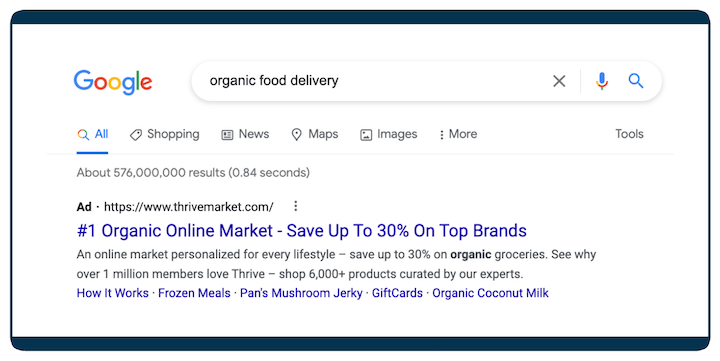 Google
organic food delivery
All Shopping News Maps Images More Tools
About 576,000,000 results (0.84 seconds)
Ad · https://www.thrivemarket.com/
#1 Organic Online Market - Save Up To 30% On Top Brands
An online market personalized for every lifestyle – save up to 30% on organic groceries. See why
over 1 million members love Thrive – shop 6,000+ products curated by our experts.
How It Works · Frozen Meals · Pan's Mushroom Jerky · GiftCards · Organic Coconut Milk